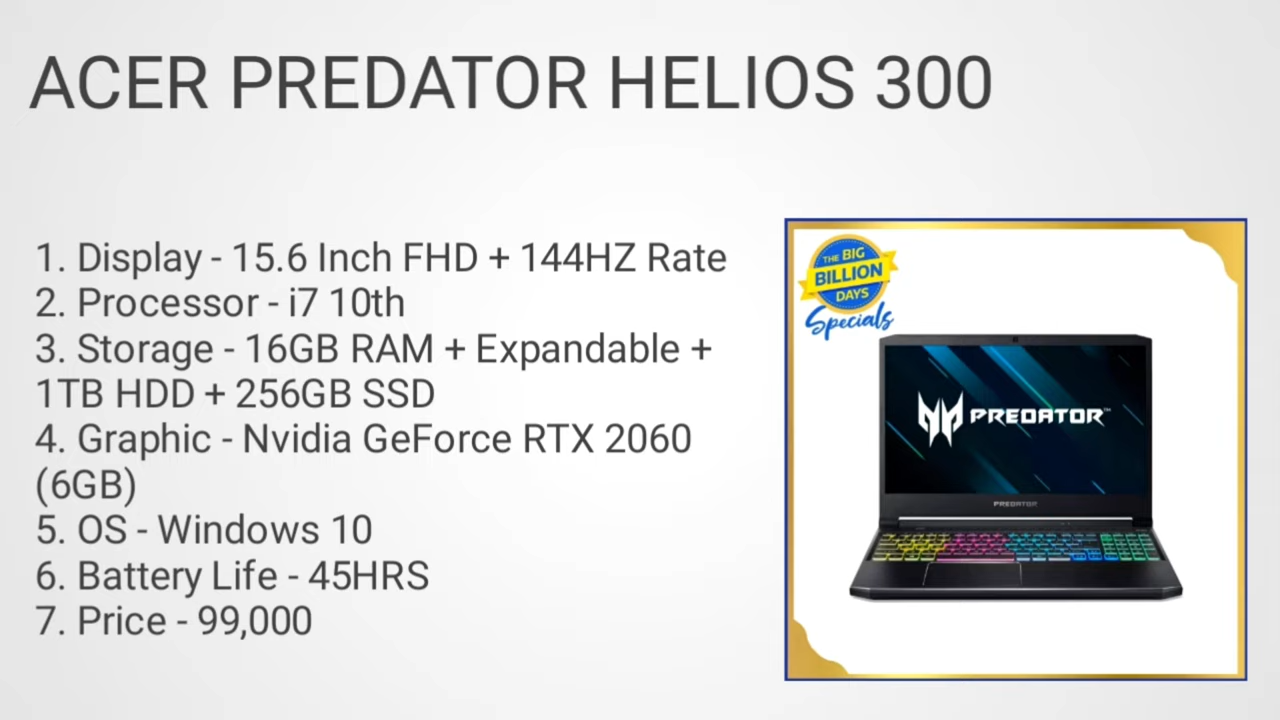 ACER PREDATOR HELIOS 300
1. Display - 15.6 Inch FHD + 144HZ Rate
2. Processor - i7 10th
3. Storage - 16GB RAM + Expandable +
1TB HDD + 256GB SSD
4. Graphic - Nvidia GeForce RTX 2060
(6GB)
5. OS - Windows 10
6. Battery Life - 45HRS
7. Price - 99,000
THE BIG
BILLION
DAYS
Specials
PREDATOR™
PREDATOR